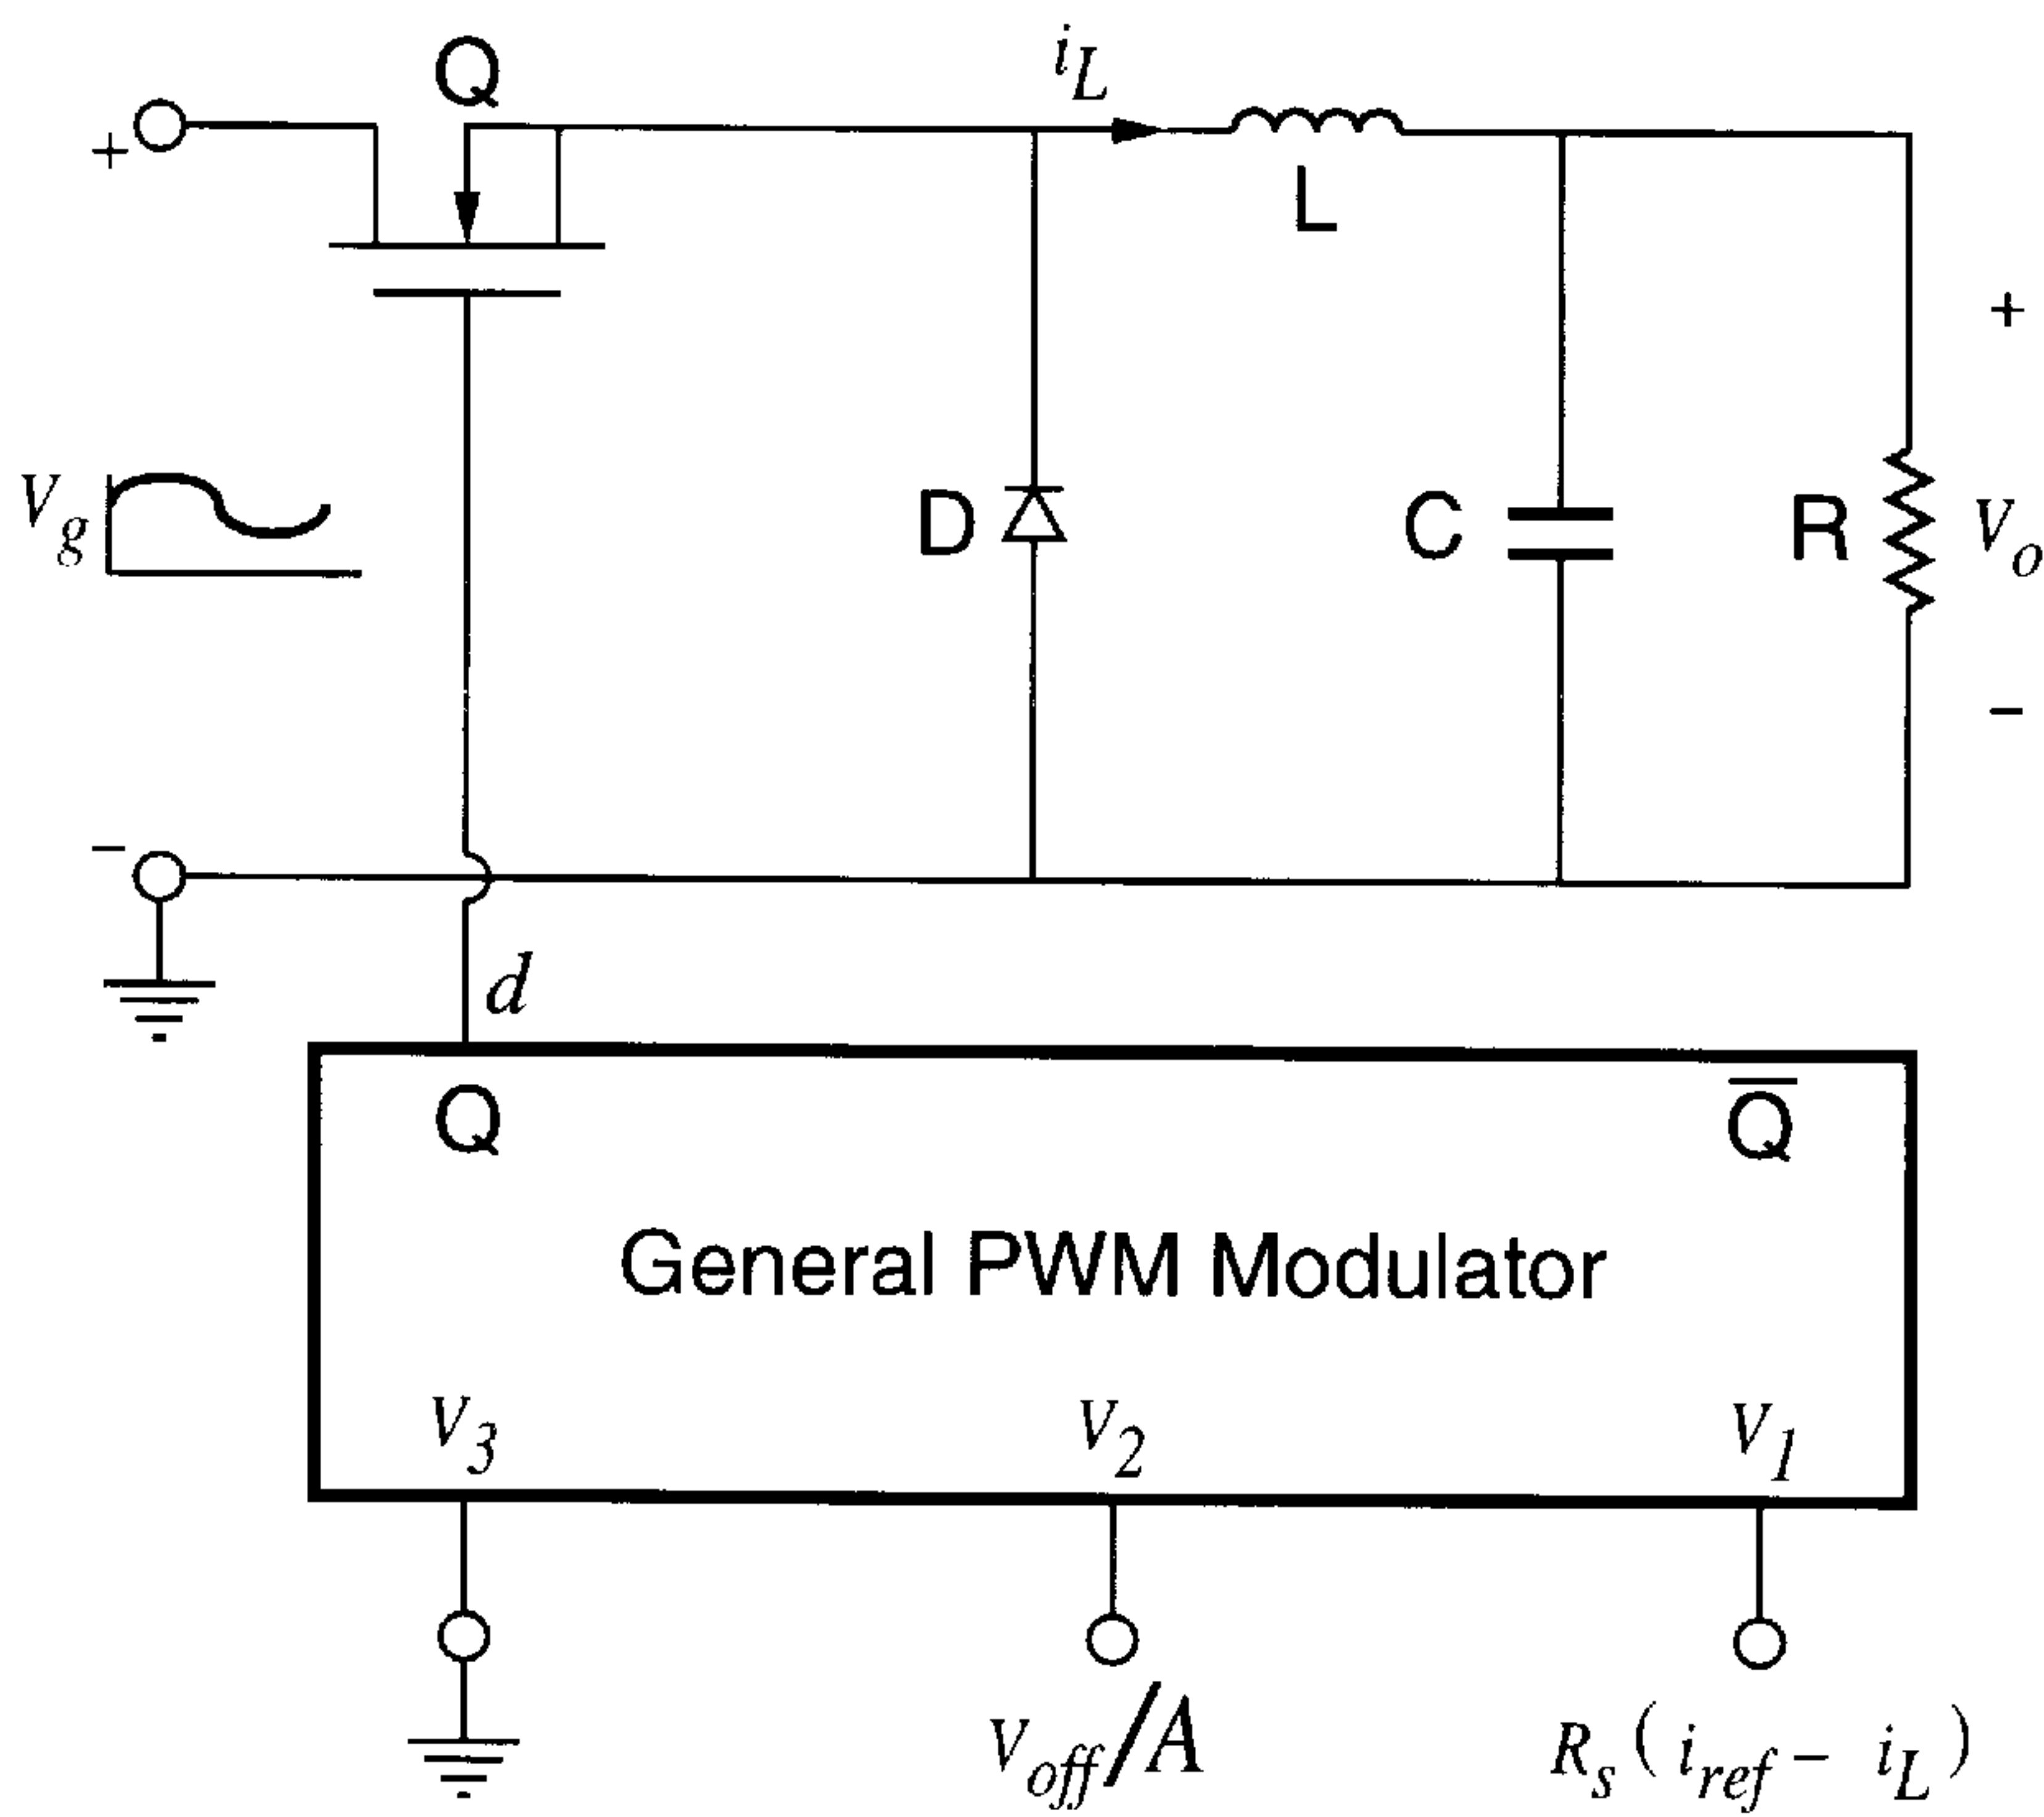 Q
i_L
+
L
+
V_g
D
C
R
V_o
−
−
d
Q
Q̅
General PWM Modulator
V_3
V_2
V_1
V_off/A
R_s(i_ref − i_L)